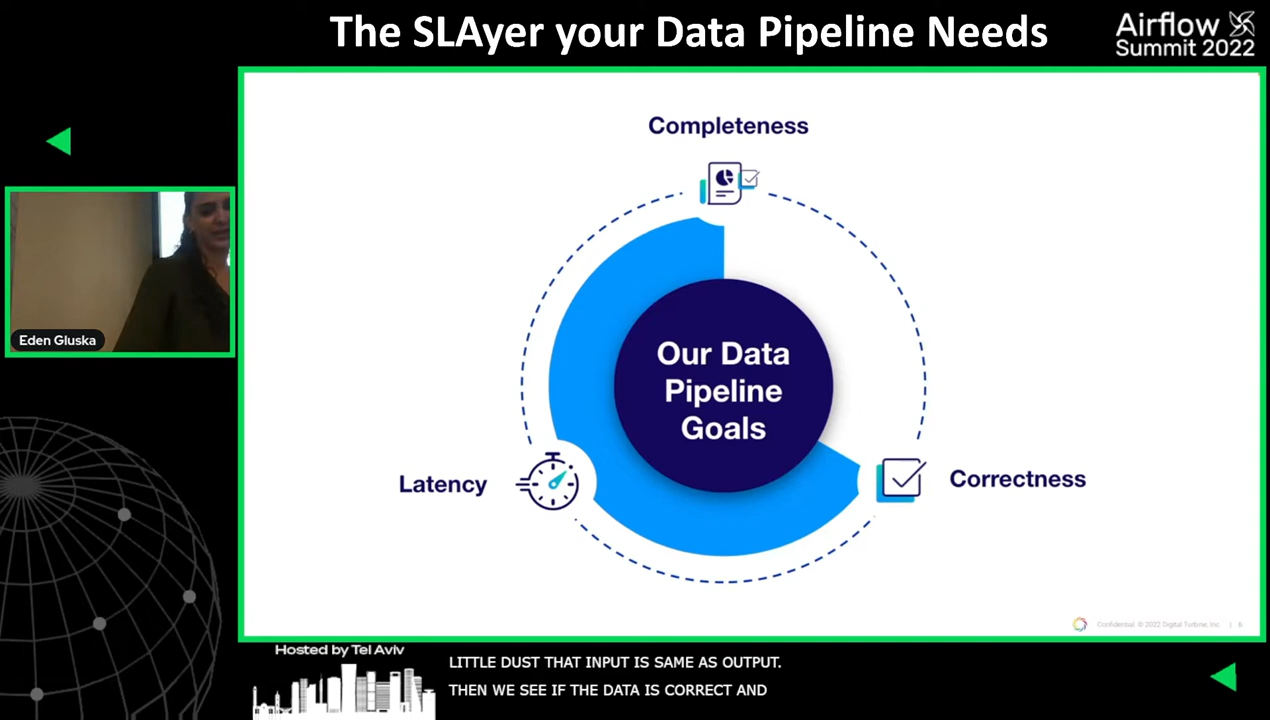 The SLAyer your Data Pipeline Needs
Airflow
Summit 2022
Completeness
Our Data
Pipeline
Goals
Latency
Correctness
Eden Gluska
Confidential © 2022 Digital Turbine, Inc. | 6
Hosted by Tel Aviv
LITTLE DUST THAT INPUT IS SAME AS OUTPUT.
THEN WE SEE IF THE DATA IS CORRECT AND